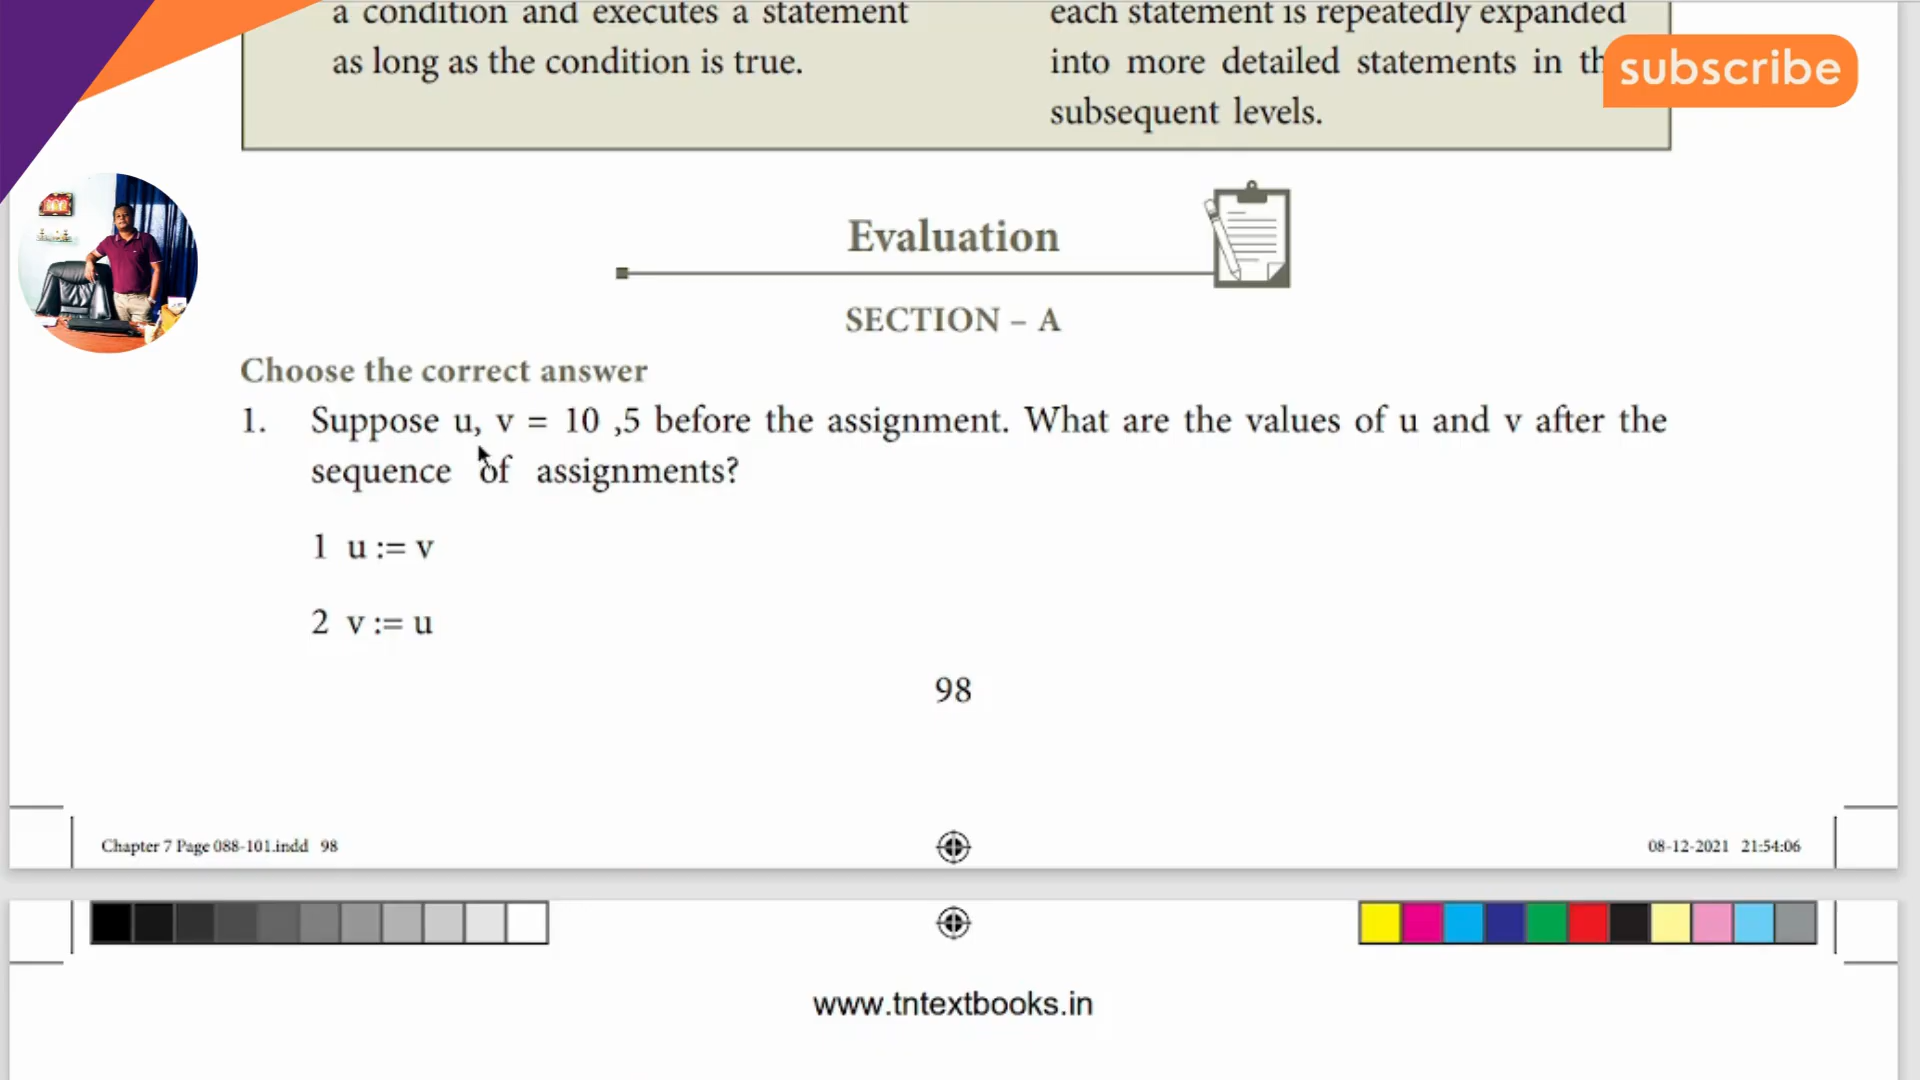 a condition and executes a statement
as long as the condition is true.
each statement is repeatedly expanded
into more detailed statements in
subsequent levels.
subscribe
Evaluation
SECTION – A
Choose the correct answer
1. Suppose u, v = 10 ,5 before the assignment. What are the values of u and v after the
sequence of assignments?
1 u := v
2 v := u
98
Chapter 7 Page 088-101.indd 98
08-12-2021 21:54:06
www.tntextbooks.in